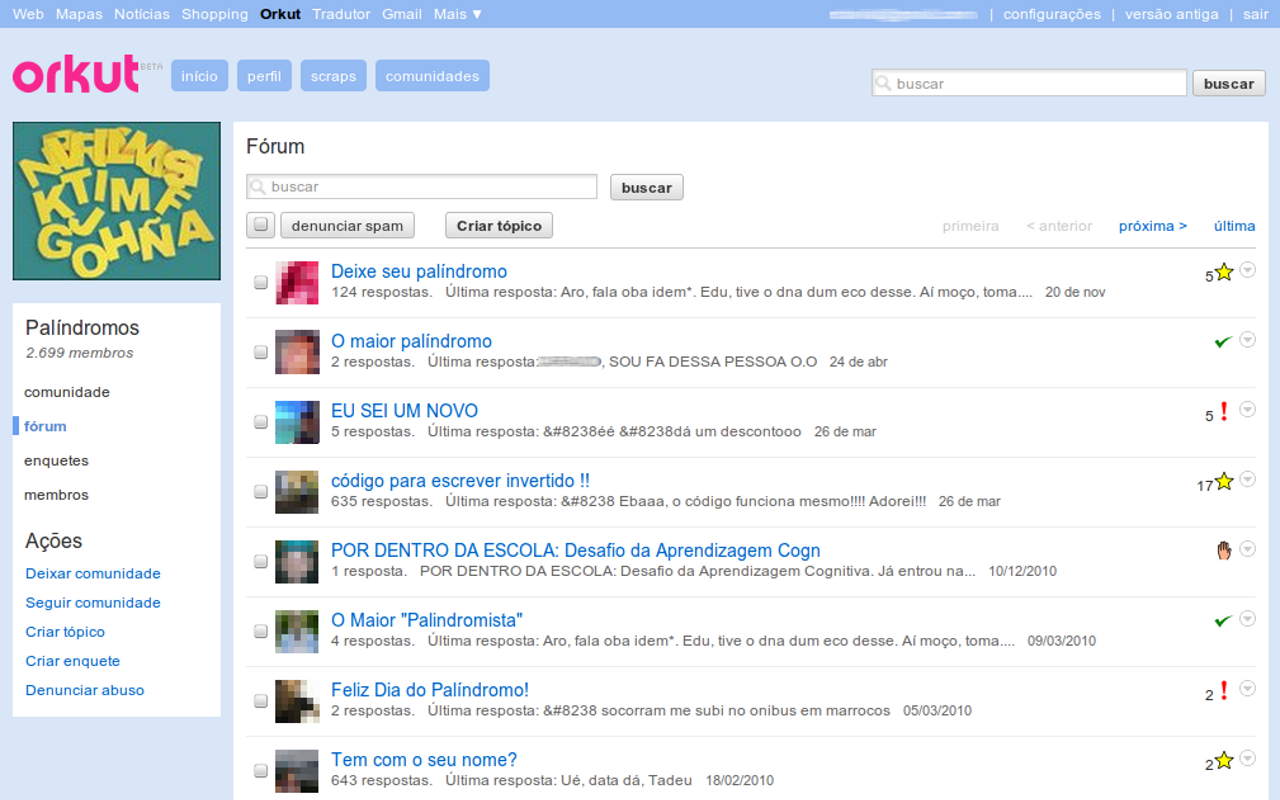 Web Mapas Notícias Shopping Orkut Tradutor Gmail Mais ▼ | configurações | versão antiga | sair
orkut BETA início perfil scraps comunidades
buscar buscar
Fórum
buscar buscar
denunciar spam Criar tópico primeira < anterior próxima > última
Deixe seu palíndromo 5
124 respostas. Última resposta: Aro, fala oba idem*. Edu, tive o dna dum eco desse. Aí moço, toma.... 20 de nov
O maior palíndromo
2 respostas. Última resposta: , SOU FA DESSA PESSOA O.O 24 de abr
EU SEI UM NOVO 5
5 respostas. Última resposta: &#8238éé &#8238dá um descontooo 26 de mar
código para escrever invertido !! 17
635 respostas. Última resposta: &#8238 Ebaaa, o código funciona mesmo!!!! Adorei!!! 26 de mar
POR DENTRO DA ESCOLA: Desafio da Aprendizagem Cogn
1 resposta. POR DENTRO DA ESCOLA: Desafio da Aprendizagem Cognitiva. Já entrou na... 10/12/2010
O Maior "Palindromista"
4 respostas. Última resposta: Aro, fala oba idem*. Edu, tive o dna dum eco desse. Aí moço, toma.... 09/03/2010
Feliz Dia do Palíndromo! 2
2 respostas. Última resposta: &#8238 socorram me subi no onibus em marrocos 05/03/2010
Tem com o seu nome? 2
643 respostas. Última resposta: Ué, data dá, Tadeu 18/02/2010
Palíndromos
2.699 membros
comunidade
fórum
enquetes
membros
Ações
Deixar comunidade
Seguir comunidade
Criar tópico
Criar enquete
Denunciar abuso